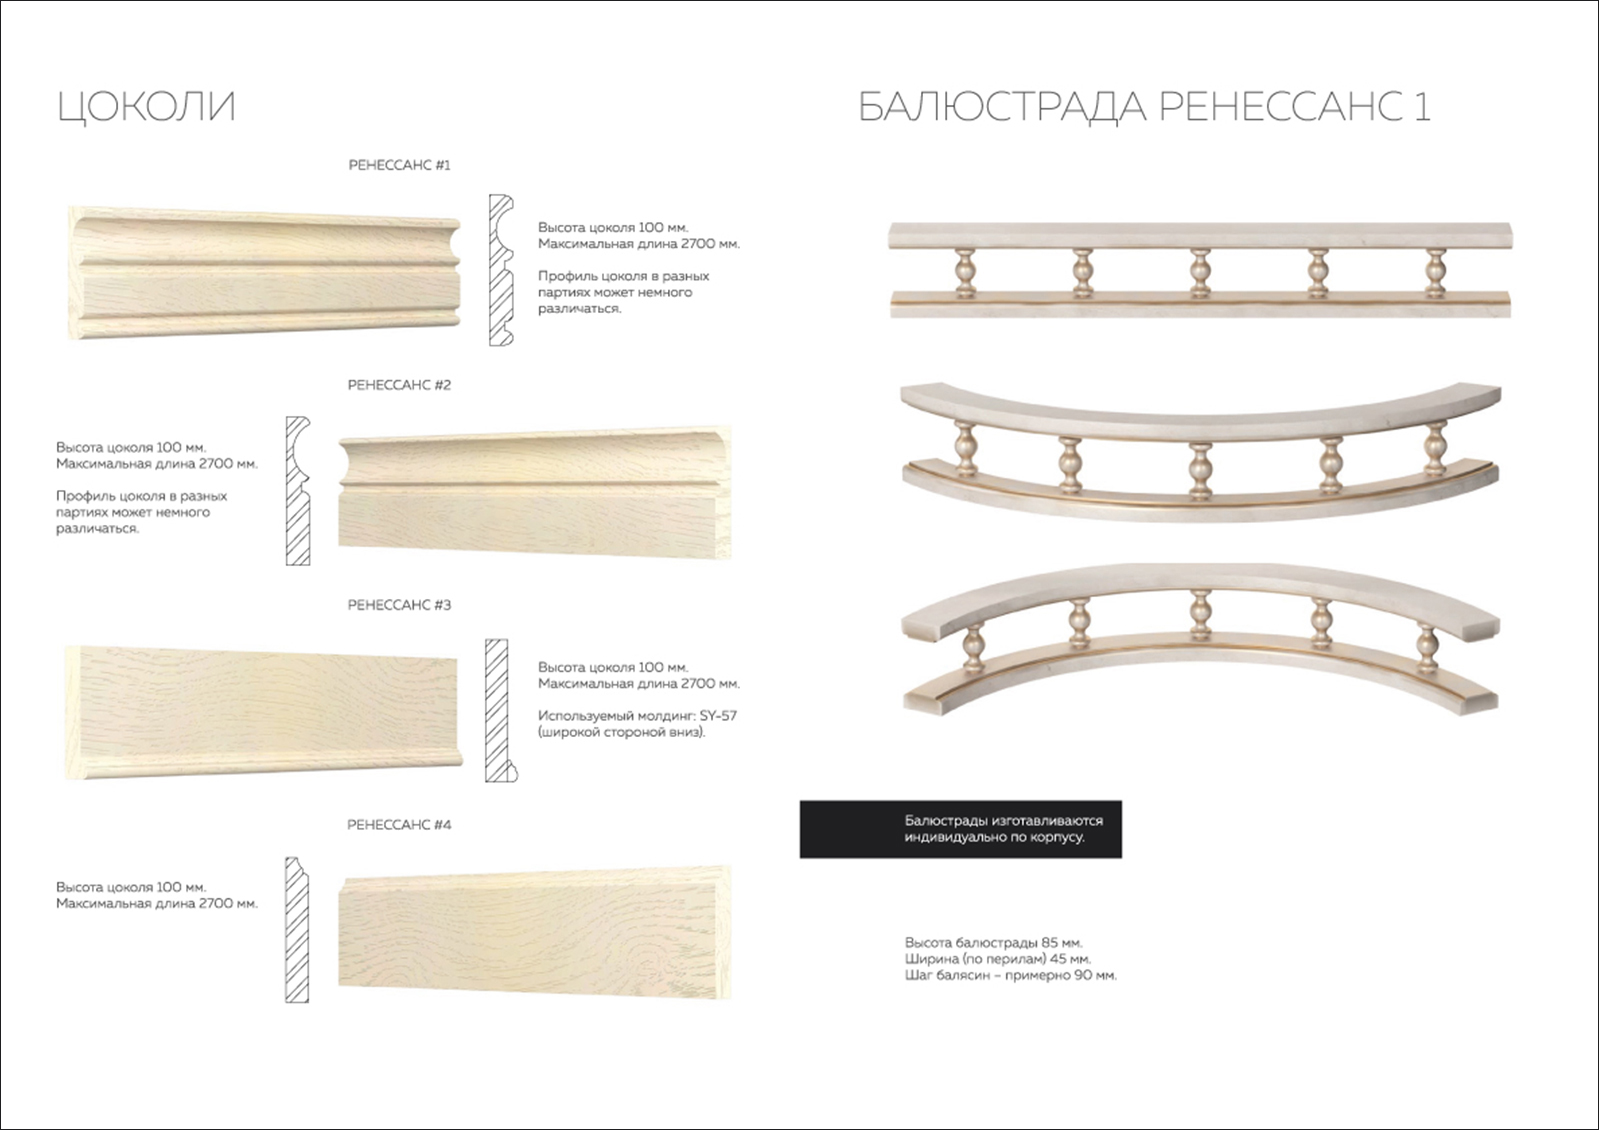 ЦОКОЛИ
РЕНЕССАНС #1
Высота цоколя 100 мм.
Максимальная длина 2700 мм.
Профиль цоколя в разных
партиях может немного
различаться.
РЕНЕССАНС #2
Высота цоколя 100 мм.
Максимальная длина 2700 мм.
Профиль цоколя в разных
партиях может немного
различаться.
РЕНЕССАНС #3
Высота цоколя 100 мм.
Максимальная длина 2700 мм.
Используемый молдинг: SY-57
(широкой стороной вниз).
РЕНЕССАНС #4
Высота цоколя 100 мм.
Максимальная длина 2700 мм.
БАЛЮСТРАДА РЕНЕССАНС 1
Балюстрады изготавливаются
индивидуально по корпусу.
Высота балюстрады 85 мм.
Ширина (по перилам) 45 мм.
Шаг балясин – примерно 90 мм.